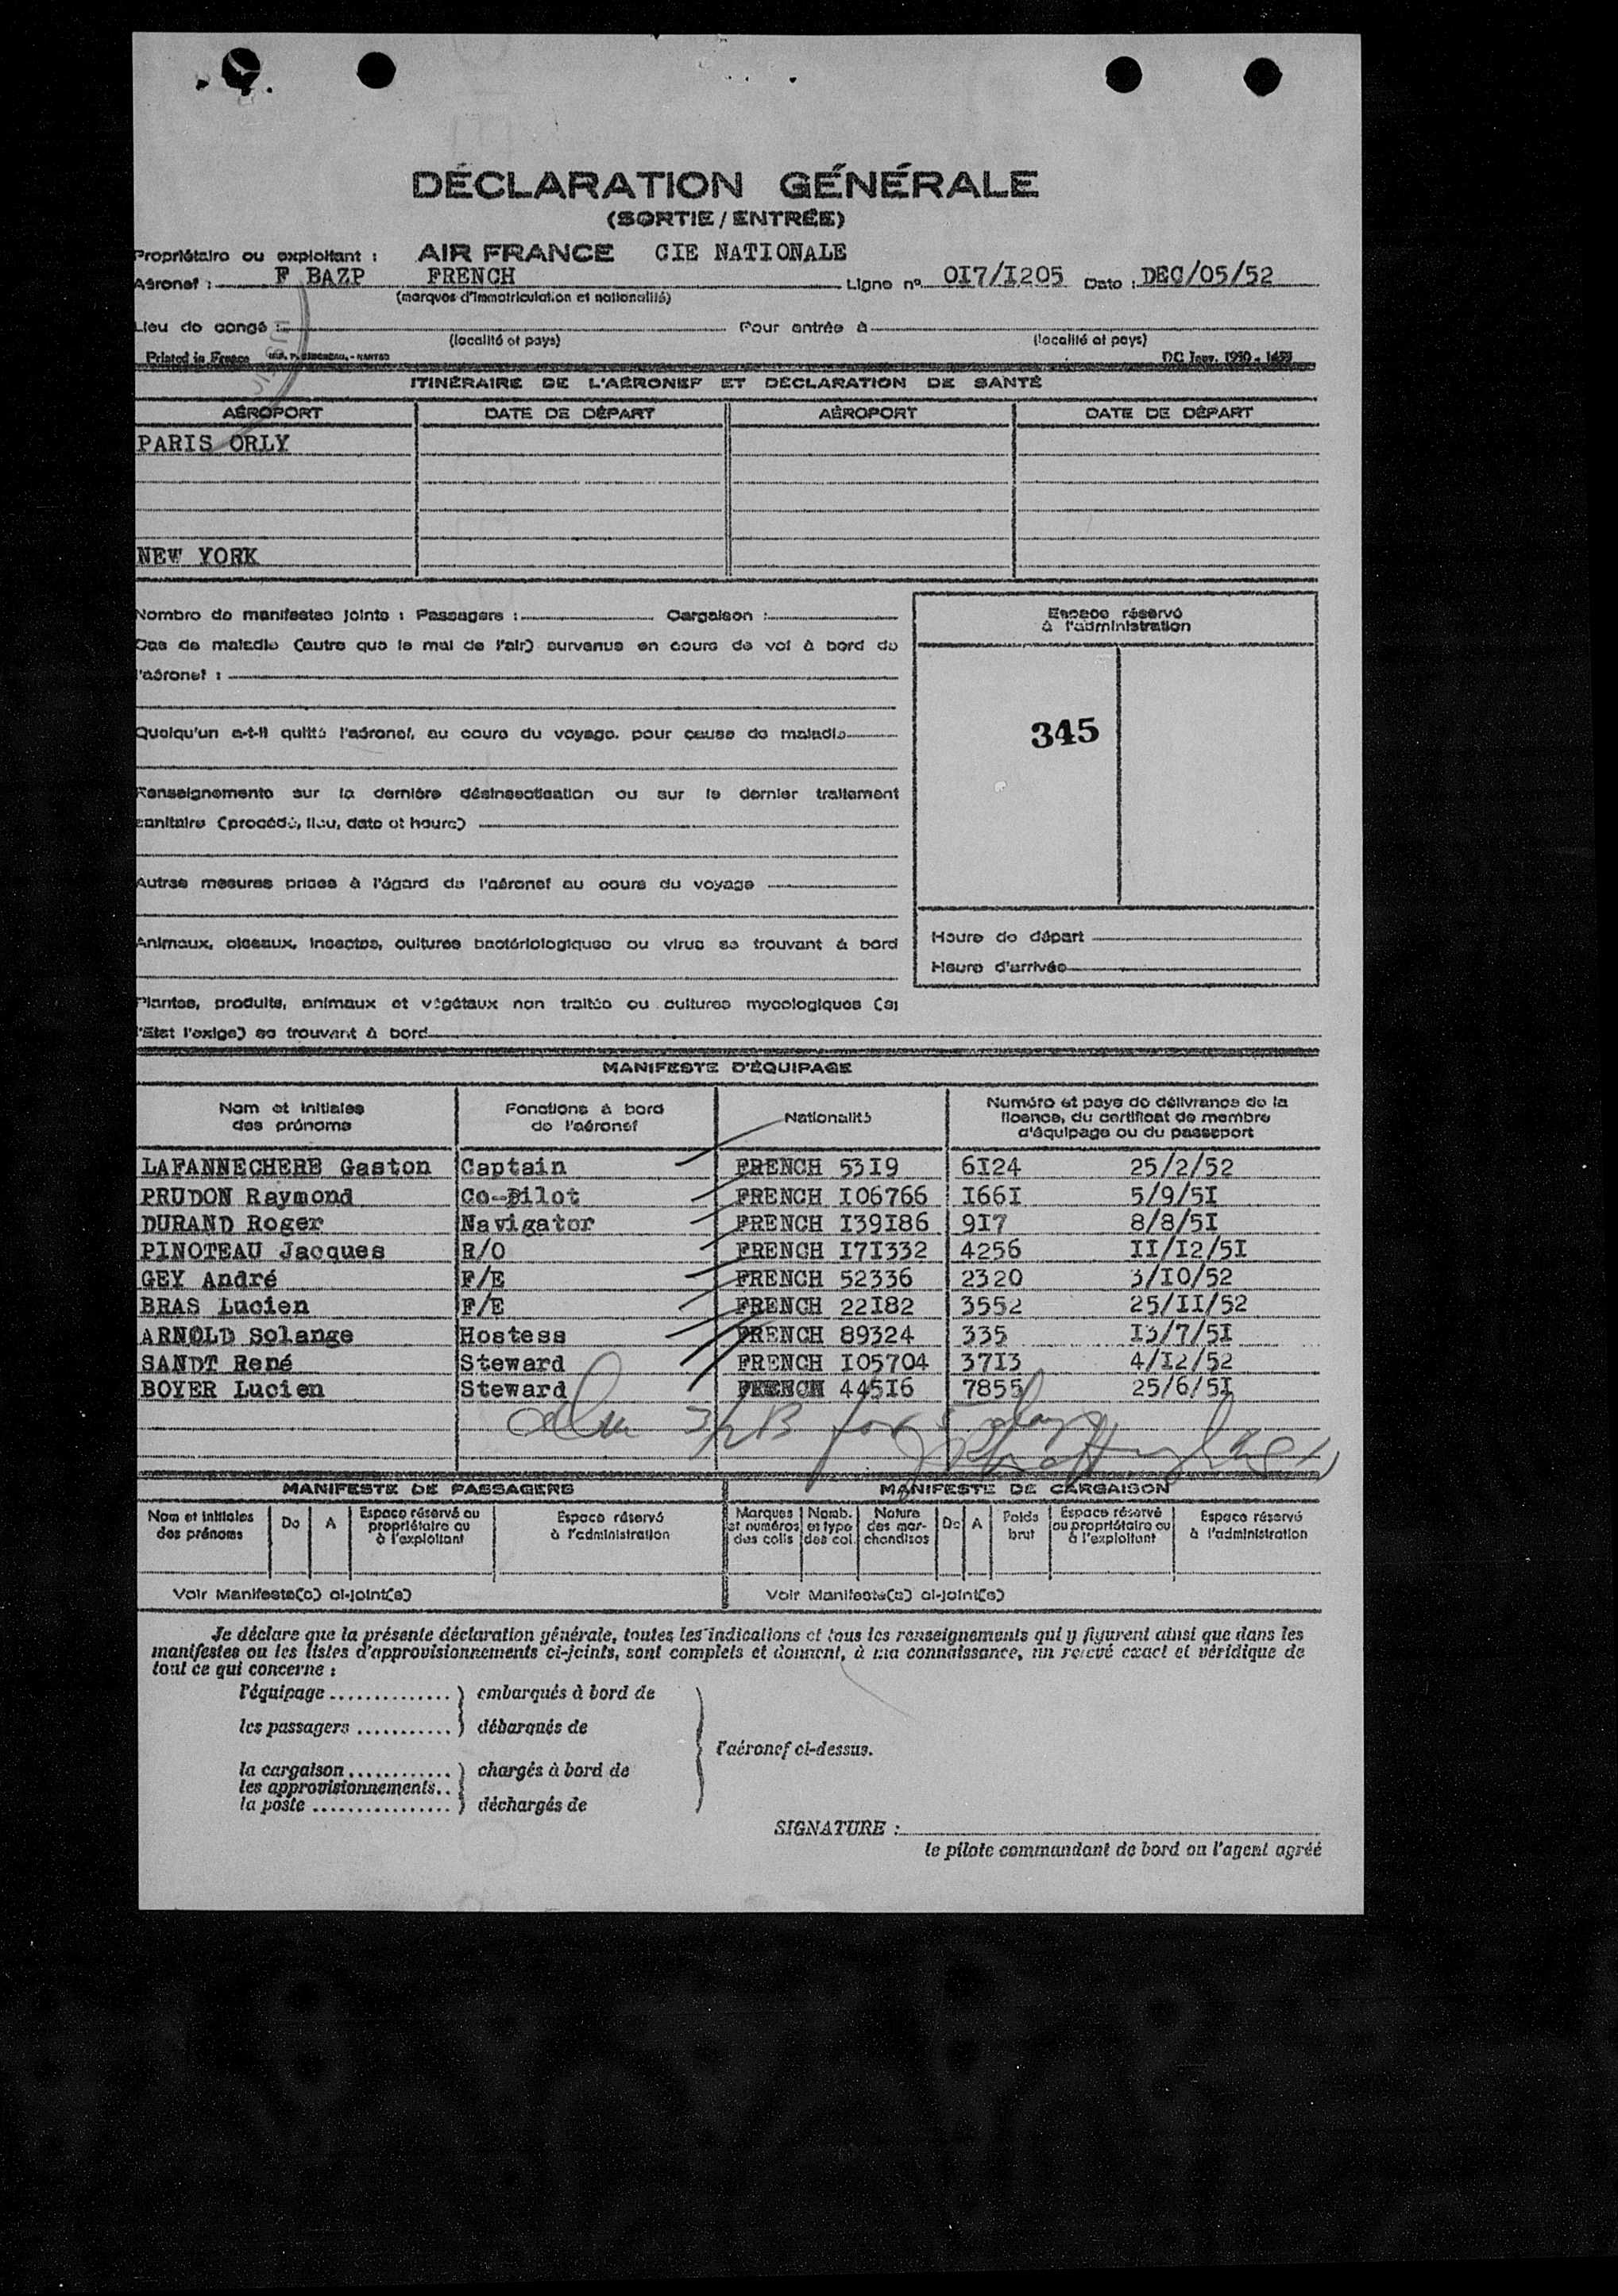 DÉCLARATION GÉNÉRALE
(SORTIE/ENTRÉE)
Propriétaire ou exploitant : AIR FRANCE CIE NATIONALE
Aéronef : F BAZP FRENCH Ligne nº OI7/I205 Date : DEC/05/52
(marques d'immatriculation et nationalité)
Lieu de congé : Pour entrée à
(localité et pays) (localité et pays)
Printed in France DC Janv. 1950 -
ITINÉRAIRE DE L'AÉRONEF ET DÉCLARATION DE SANTÉ
AÉROPORT DATE DE DÉPART AÉROPORT DATE DE DÉPART
PARIS ORLY
NEW YORK
Nombre de manifestes joints : Passagers : Cargaison :
Cas de maladie (autre que le mal de l'air) survenus en cours de vol à bord de
l'aéronef :
Quelqu'un a-t-il quitté l'aéronef, au cours du voyage, pour cause de maladie
Renseignements sur la dernière désinsectisation ou sur le dernier traitement
sanitaire (procédé, lieu, date et heure)
Autres mesures prises à l'égard de l'aéronef au cours du voyage
Animaux, oiseaux, insectes, cultures bactériologiques ou virus se trouvant à bord
Plantes, produits, animaux et végétaux non traités ou cultures mycologiques (si
l'Etat l'exige) se trouvant à bord
Espace réservé
à l'administration
345
Heure de départ
Heure d'arrivée
MANIFESTE D'ÉQUIPAGE
Nom et initiales des prénoms Fonctions à bord de l'aéronef Nationalité Numéro et pays de délivrance de la licence, du certificat de membre d'équipage ou du passeport
LAFANNECHERE Gaston Captain FRENCH 53I9 6I24 25/2/52
PRUDON Raymond Co-Pilot FRENCH I06766 I66I 5/9/5I
DURAND Roger Navigator FRENCH I39I86 9I7 8/8/5I
PINOTEAU Jacques R/O FRENCH I7I332 4256 II/I2/5I
GEY André F/E FRENCH 52336 2320 3/I0/52
BRAS Lucien F/E FRENCH 22I82 3552 25/II/52
ARNOLD Solange Hostess FRENCH 89324 335 I3/7/5I
SANDT René Steward FRENCH I05704 37I3 4/I2/52
BOYER Lucien Steward FRENCH 445I6 7855 25/6/5I
for days
MANIFESTE DE PASSAGERS MANIFESTE DE CARGAISON
Nom et initiales des prénoms De A Espace réservé au propriétaire ou à l'exploitant Espace réservé à l'administration Marques et numéros des colis Nomb. et type des col. Nature des mar-chandises De A Poids brut Espace réservé au propriétaire ou à l'exploitant Espace réservé à l'administration
Voir Manifeste(s) ci-joint(s) Voir Manifeste(s) ci-joint(s)
Je déclare que la présente déclaration générale, toutes les indications et tous les renseignements qui y figurent ainsi que dans les
manifestes ou les listes d'approvisionnements ci-joints, sont complets et donnent, à ma connaissance, un relevé exact et véridique de
tout ce qui concerne :
l'équipage .............. ) embarqués à bord de
les passagers ........... ) débarqués de
l'aéronef ci-dessus.
la cargaison ............ ) chargés à bord de
les approvisionnements..
la poste ................ ) déchargés de
SIGNATURE :
le pilote commandant de bord ou l'agent agréé